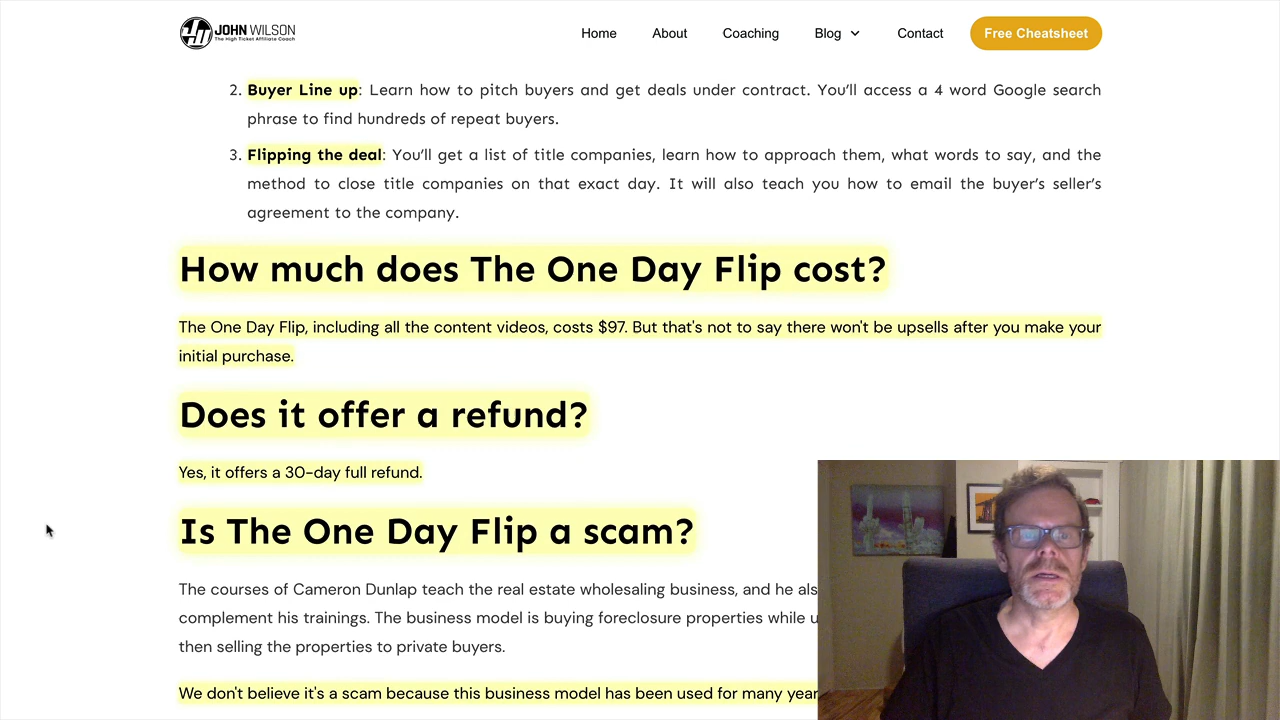 JOHN WILSON
The High Ticket Affiliate Coach
Home About Coaching Blog Contact Free Cheatsheet
2. Buyer Line up: Learn how to pitch buyers and get deals under contract. You’ll access a 4 word Google search
phrase to find hundreds of repeat buyers.
3. Flipping the deal: You’ll get a list of title companies, learn how to approach them, what words to say, and the
method to close title companies on that exact day. It will also teach you how to email the buyer’s seller’s
agreement to the company.
How much does The One Day Flip cost?
The One Day Flip, including all the content videos, costs $97. But that's not to say there won't be upsells after you make your
initial purchase.
Does it offer a refund?
Yes, it offers a 30-day full refund.
Is The One Day Flip a scam?
The courses of Cameron Dunlap teach the real estate wholesaling business, and he
complement his trainings. The business model is buying foreclosure properties while
then selling the properties to private buyers.
We don't believe it's a scam because this business model has been used for many